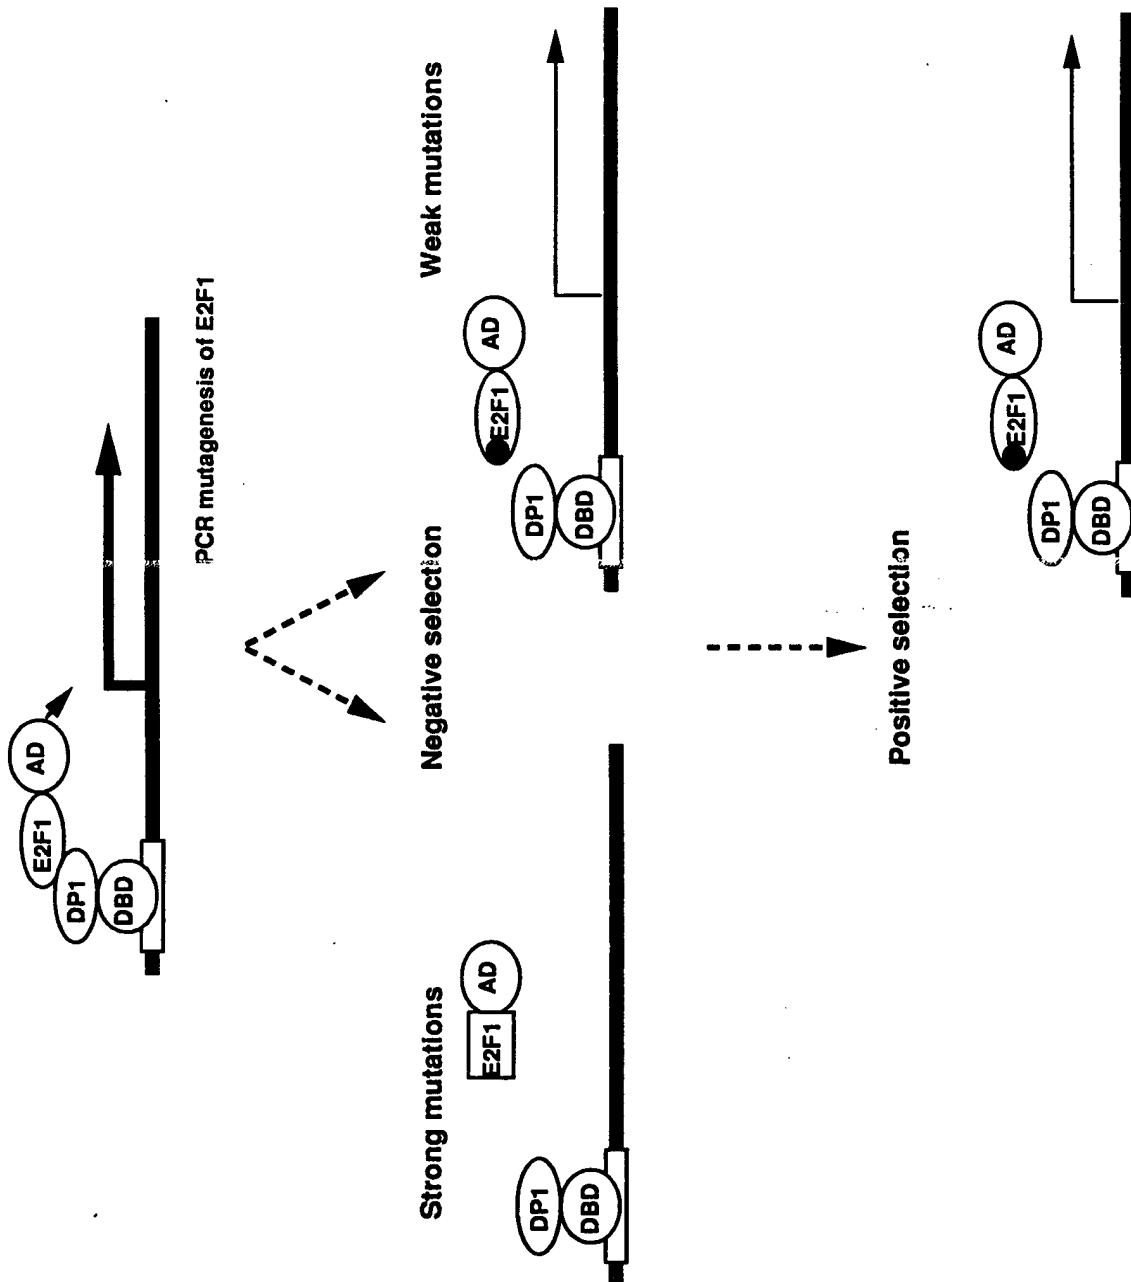 AD
E2F1
DP1
DBD
PCR mutagenesis of E2F1
Negative selection
Strong mutations
AD
E2F1
DP1
DBD
Weak mutations
AD
E2F1
DP1
DBD
Positive selection
AD
E2F1
DP1
DBD